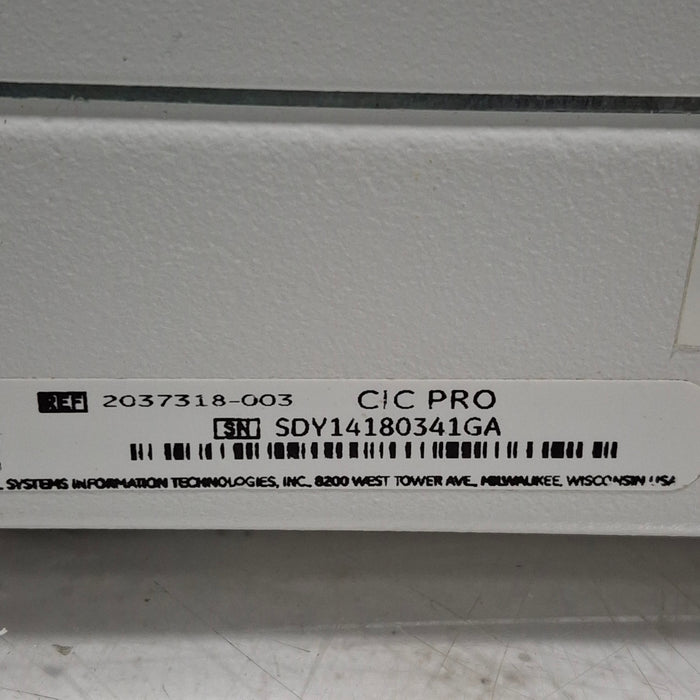 REF 2037318-003 CIC PRO
SN SDY14180341GA
SYSTEMS INFORMATION TECHNOLOGIES, INC., 8200 WEST TOWER AVE., MILWAUKEE, WISCONSIN USA